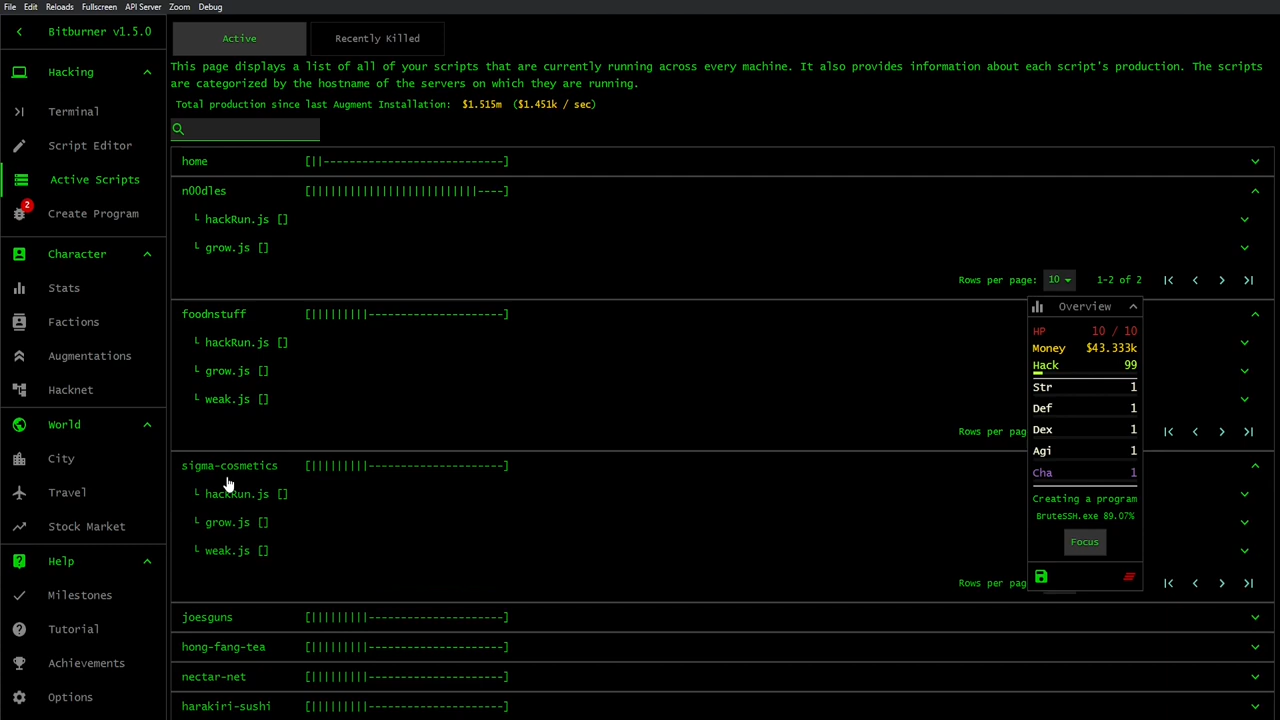 File Edit Reloads Fullscreen API Server Zoom Debug
Bitburner v1.5.0
Hacking
Terminal
Script Editor
Active Scripts
2
Create Program
Character
Stats
Factions
Augmentations
Hacknet
World
City
Travel
Stock Market
Help
Milestones
Tutorial
Achievements
Options
Active
Recently Killed
This page displays a list of all of your scripts that are currently running across every machine. It also provides information about each script's production. The scripts
are categorized by the hostname of the servers on which they are running.
Total production since last Augment Installation: $1.515m ($1.451k / sec)
home [||----------------------------]
n00dles [||||||||||||||||||||||||||----]
└ hackRun.js []
└ grow.js []
Rows per page: 10 1-2 of 2
foodnstuff [|||||||||---------------------]
└ hackRun.js []
└ grow.js []
└ weak.js []
Rows per pag
sigma-cosmetics [|||||||||---------------------]
└ hackRun.js []
└ grow.js []
└ weak.js []
Rows per pag
joesguns [|||||||||---------------------]
hong-fang-tea [|||||||||---------------------]
nectar-net [|||||||||---------------------]
harakiri-sushi [|||||||||---------------------]
Overview
HP 10 / 10
Money $43.333k
Hack 99
Str 1
Def 1
Dex 1
Agi 1
Cha 1
Creating a program
BruteSSH.exe 89.07%
Focus